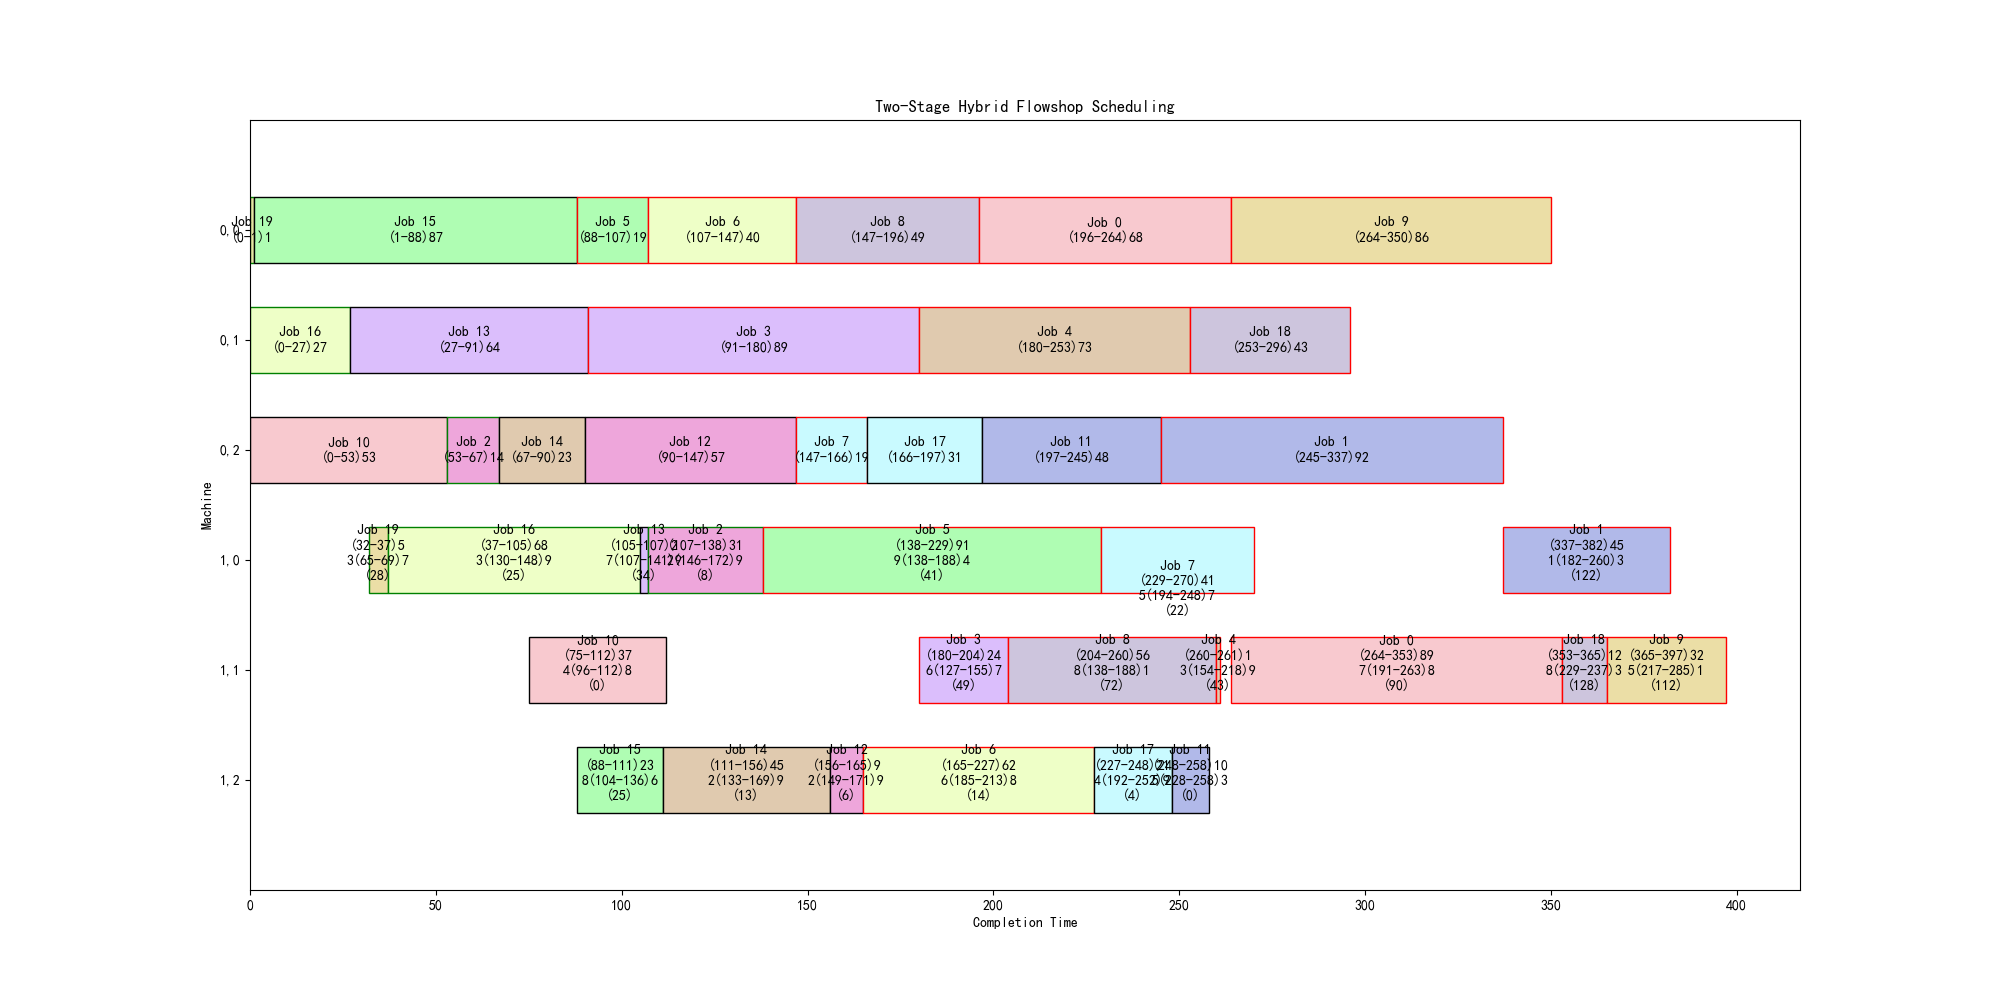 Two-Stage Hybrid Flowshop Scheduling
Machine
0,0
Job 19
(0-1)1
Job 15
(1-88)87
Job 5
(88-107)19
Job 6
(107-147)40
Job 8
(147-196)49
Job 0
(196-264)68
Job 9
(264-350)86
0,1
Job 16
(0-27)27
Job 13
(27-91)64
Job 3
(91-180)89
Job 4
(180-253)73
Job 18
(253-296)43
0,2
Job 10
(0-53)53
Job 2
(53-67)14
Job 14
(67-90)23
Job 12
(90-147)57
Job 7
(147-166)19
Job 17
(166-197)31
Job 11
(197-245)48
Job 1
(245-337)92
1,0
Job 19
(32-37)5
3(65-69)7
(28)
Job 16
(37-105)68
3(130-148)9
(25)
Job 13
(105-107)2
(34)
Job 2
(107-138)31
(146-172)9
(8)
Job 5
(138-229)91
9(138-188)4
(41)
Job 7
(229-270)41
5(194-248)7
(22)
Job 1
(337-382)45
1(182-260)3
(122)
1,1
Job 10
(75-112)37
4(96-112)8
(0)
Job 3
(180-204)24
6(127-155)7
(49)
Job 8
(204-260)56
8(138-188)1
(72)
Job 4
(260-261)1
3(154-218)9
(43)
Job 0
(264-353)89
7(191-263)8
(90)
Job 18
(353-365)12
8(229-237)3
(128)
Job 9
(365-397)32
5(217-285)1
(112)
1,2
Job 15
(88-111)23
8(104-136)6
(25)
Job 14
(111-156)45
2(133-169)9
(13)
Job 12
(156-165)9
2(149-171)9
(6)
Job 6
(165-227)62
6(185-213)8
(14)
Job 17
(227-248)21
(4)
Job 11
(248-258)10
(0)
0
50
100
150
200
250
300
350
400
Completion Time